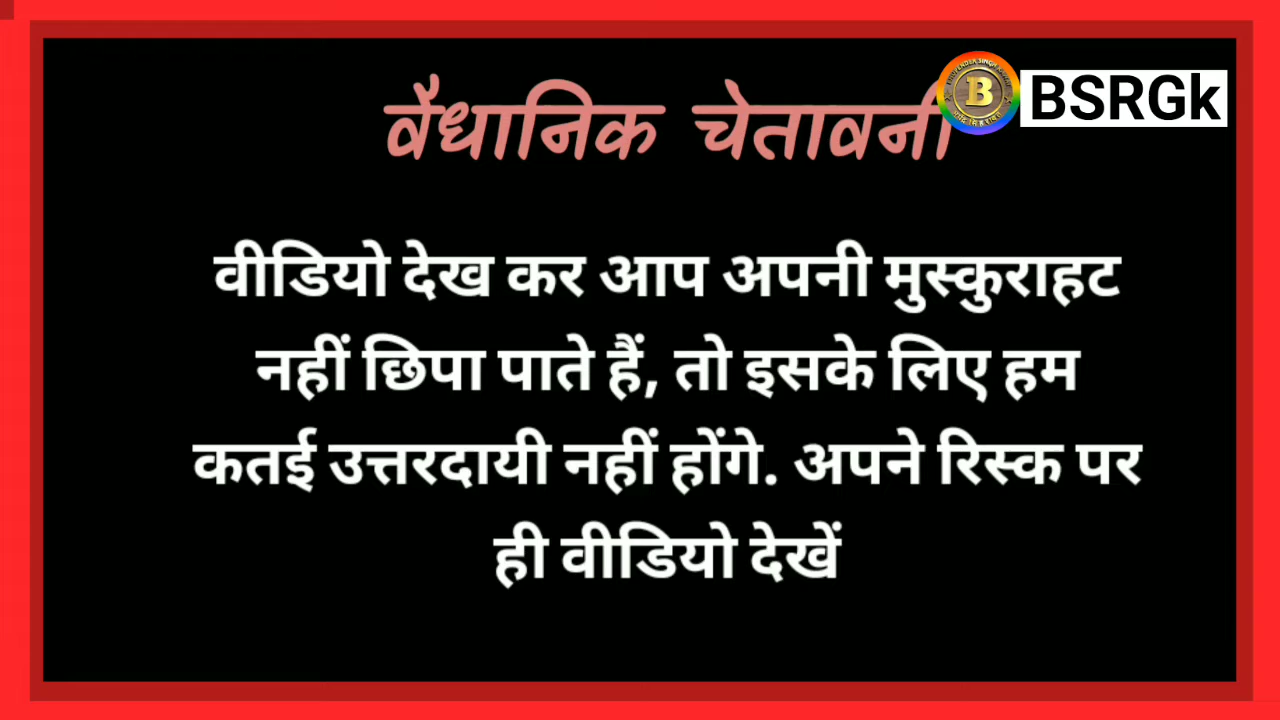 वैधानिक चेतावनी
BSRGk
B
वीडियो देख कर आप अपनी मुस्कुराहट
नहीं छिपा पाते हैं, तो इसके लिए हम
कतई उत्तरदायी नहीं होंगे. अपने रिस्क पर
ही वीडियो देखें